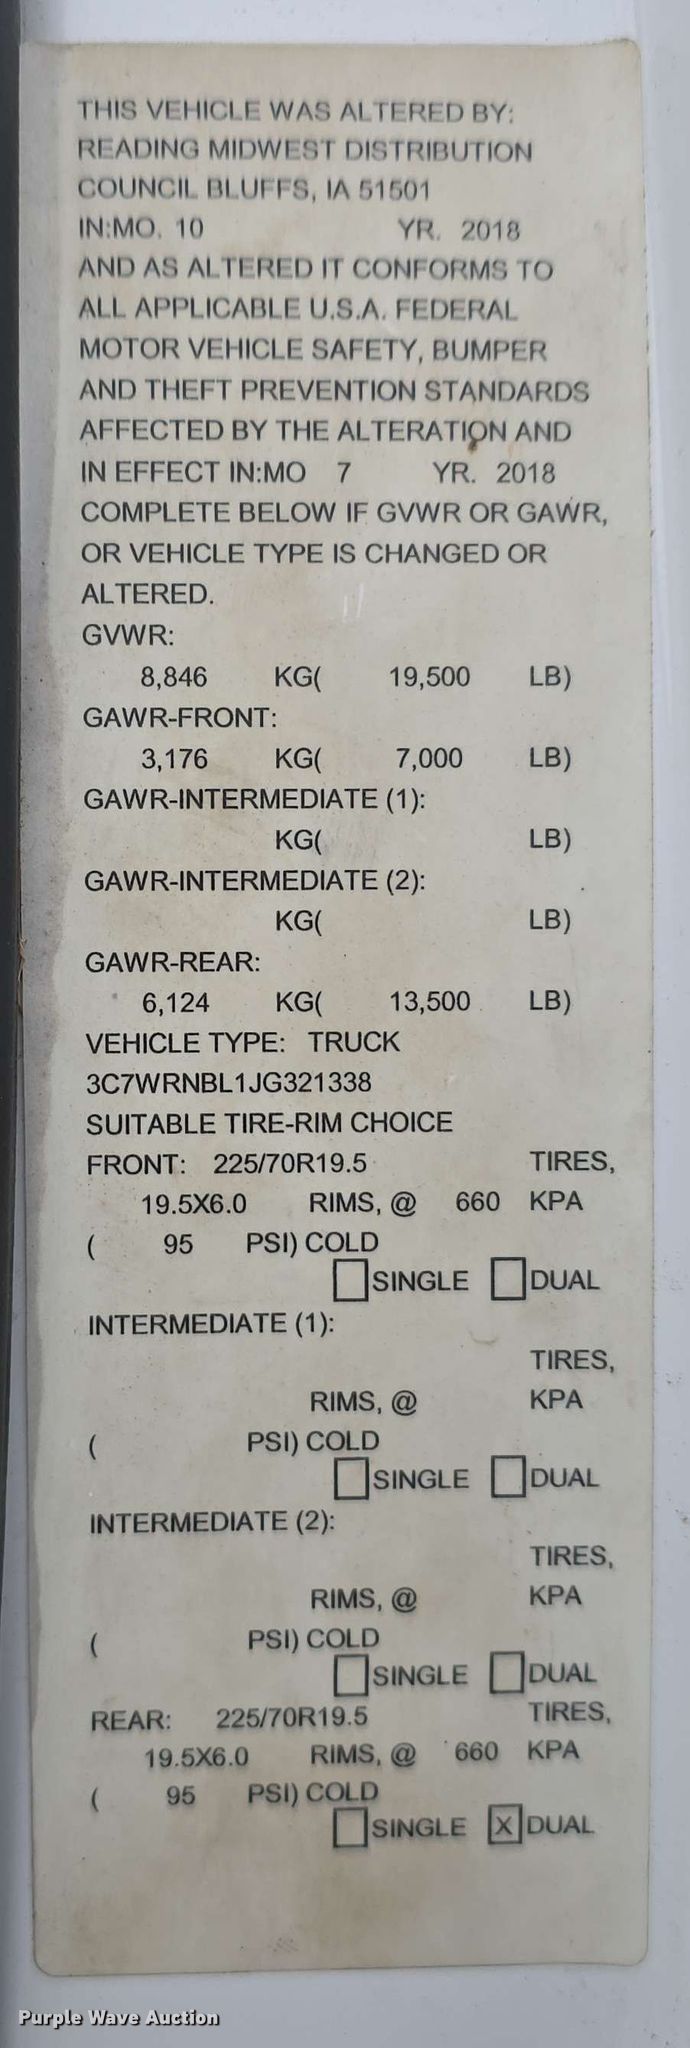 THIS VEHICLE WAS ALTERED BY:
READING MIDWEST DISTRIBUTION
COUNCIL BLUFFS, IA 51501
IN:MO. 10 YR. 2018
AND AS ALTERED IT CONFORMS TO
ALL APPLICABLE U.S.A. FEDERAL
MOTOR VEHICLE SAFETY, BUMPER
AND THEFT PREVENTION STANDARDS
AFFECTED BY THE ALTERATION AND
IN EFFECT IN:MO 7 YR. 2018
COMPLETE BELOW IF GVWR OR GAWR,
OR VEHICLE TYPE IS CHANGED OR
ALTERED.
GVWR:
8,846 KG( 19,500 LB)
GAWR-FRONT:
3,176 KG( 7,000 LB)
GAWR-INTERMEDIATE (1):
KG( LB)
GAWR-INTERMEDIATE (2):
KG( LB)
GAWR-REAR:
6,124 KG( 13,500 LB)
VEHICLE TYPE: TRUCK
3C7WRNBL1JG321338
SUITABLE TIRE-RIM CHOICE
FRONT: 225/70R19.5 TIRES,
19.5X6.0 RIMS, @ 660 KPA
( 95 PSI) COLD
SINGLE DUAL
INTERMEDIATE (1):
TIRES,
RIMS, @ KPA
( PSI) COLD
SINGLE DUAL
INTERMEDIATE (2):
TIRES,
RIMS, @ KPA
( PSI) COLD
SINGLE DUAL
REAR: 225/70R19.5 TIRES,
19.5X6.0 RIMS, @ 660 KPA
( 95 PSI) COLD
SINGLE X DUAL
Purple Wave Auction